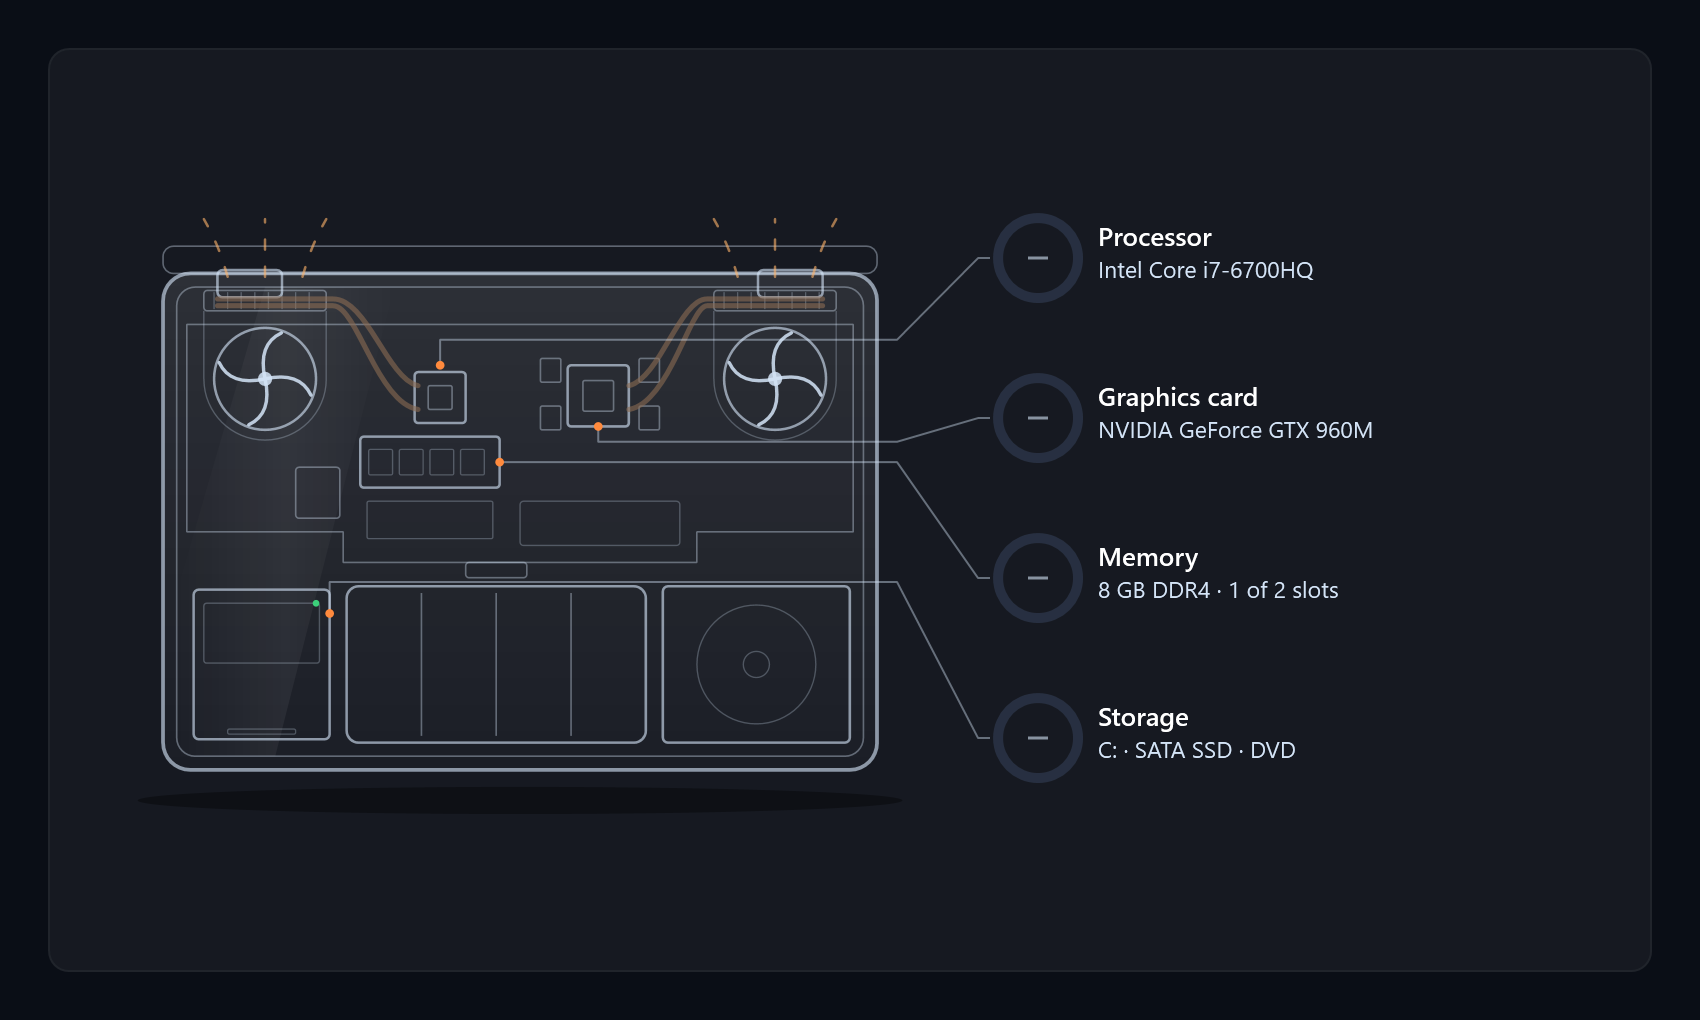 Processor
Intel Core i7-6700HQ
Graphics card
NVIDIA GeForce GTX 960M
Memory
8 GB DDR4 · 1 of 2 slots
Storage
C: · SATA SSD · DVD